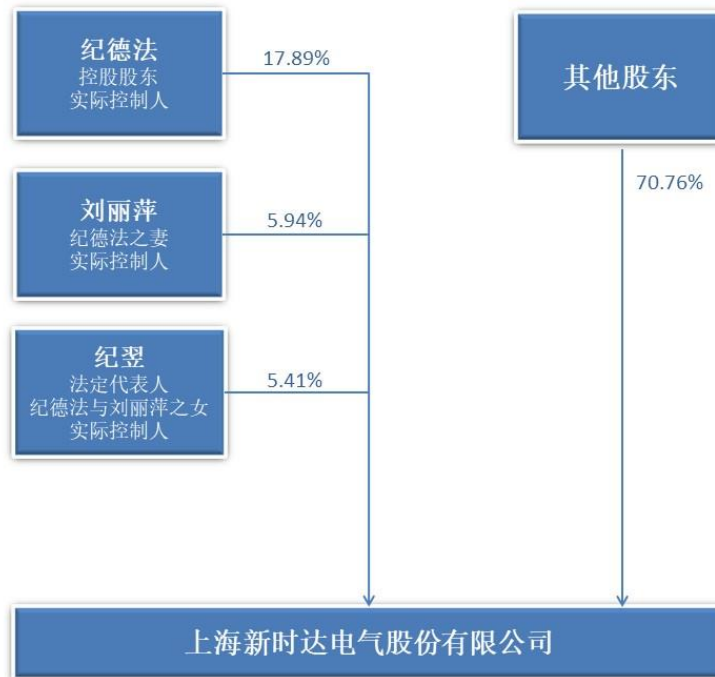 纪德法
控股股东
实际控制人
17.89%
其他股东
70.76%
刘丽萍
纪德法之妻
实际控制人
5.94%
纪翌
法定代表人
纪德法与刘丽萍之女
实际控制人
5.41%
上海新时达电气股份有限公司